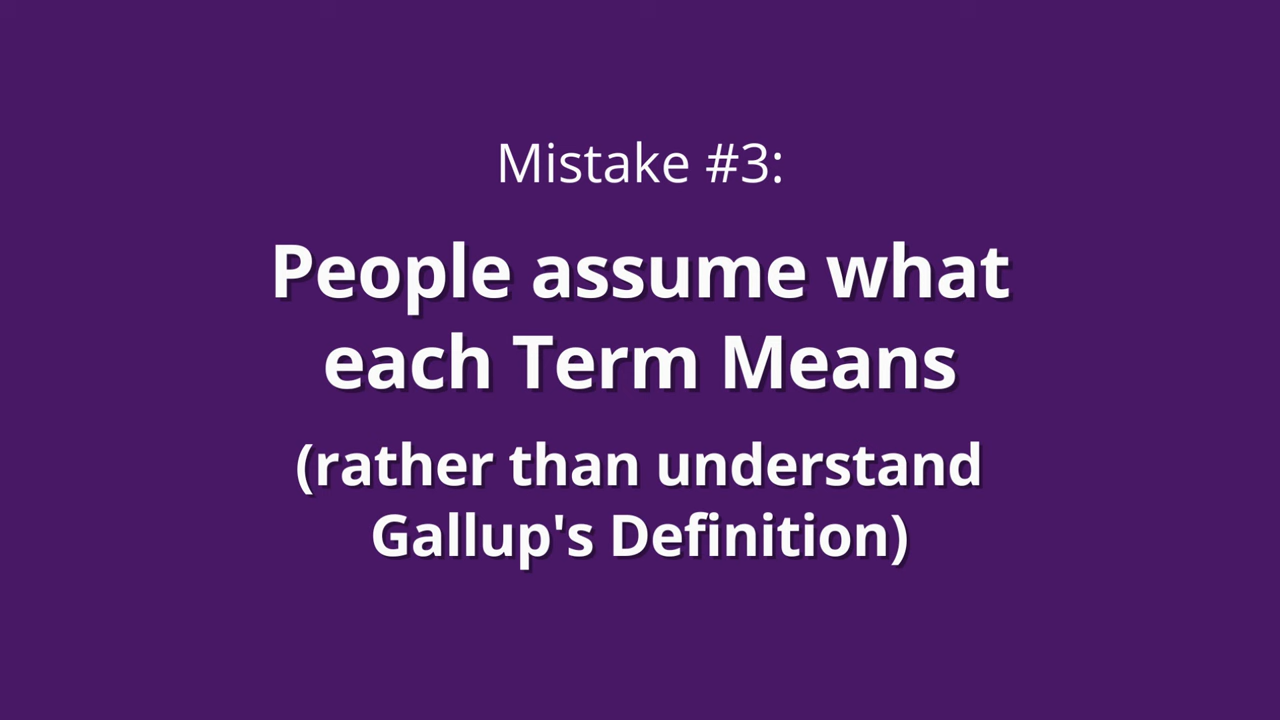 Mistake #3:
People assume what
each Term Means
(rather than understand
Gallup's Definition)